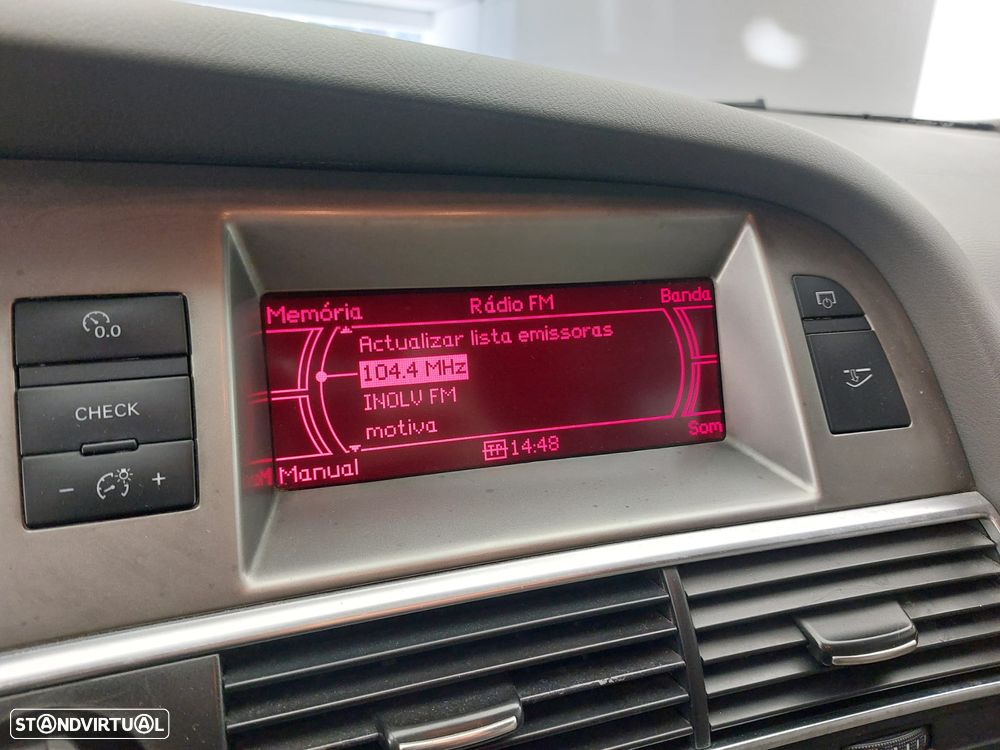 Memória Rádio FM Banda
Actualizar lista emissoras
104.4 MHz
INOLV FM
motiva
Manual TP 14:48 Som
0.0
CHECK
- +
STANDVIRTUAL